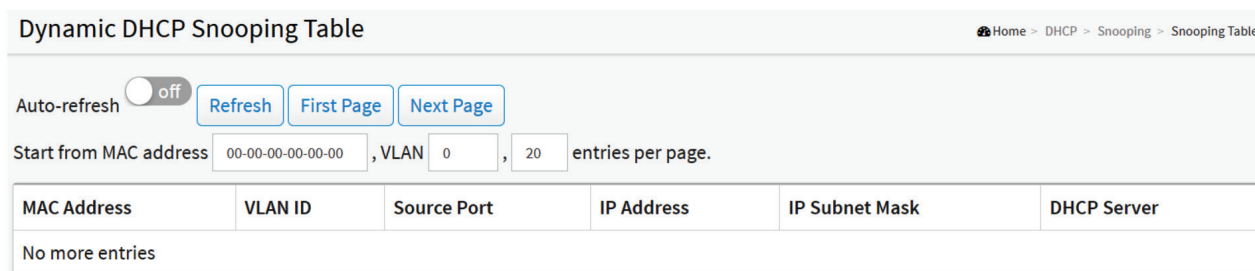 Dynamic DHCP Snooping Table
Home > DHCP > Snooping > Snooping Table
Auto-refresh off Refresh First Page Next Page
Start from MAC address 00-00-00-00-00-00 , VLAN 0 , 20 entries per page.
MAC Address VLAN ID Source Port IP Address IP Subnet Mask DHCP Server
No more entries